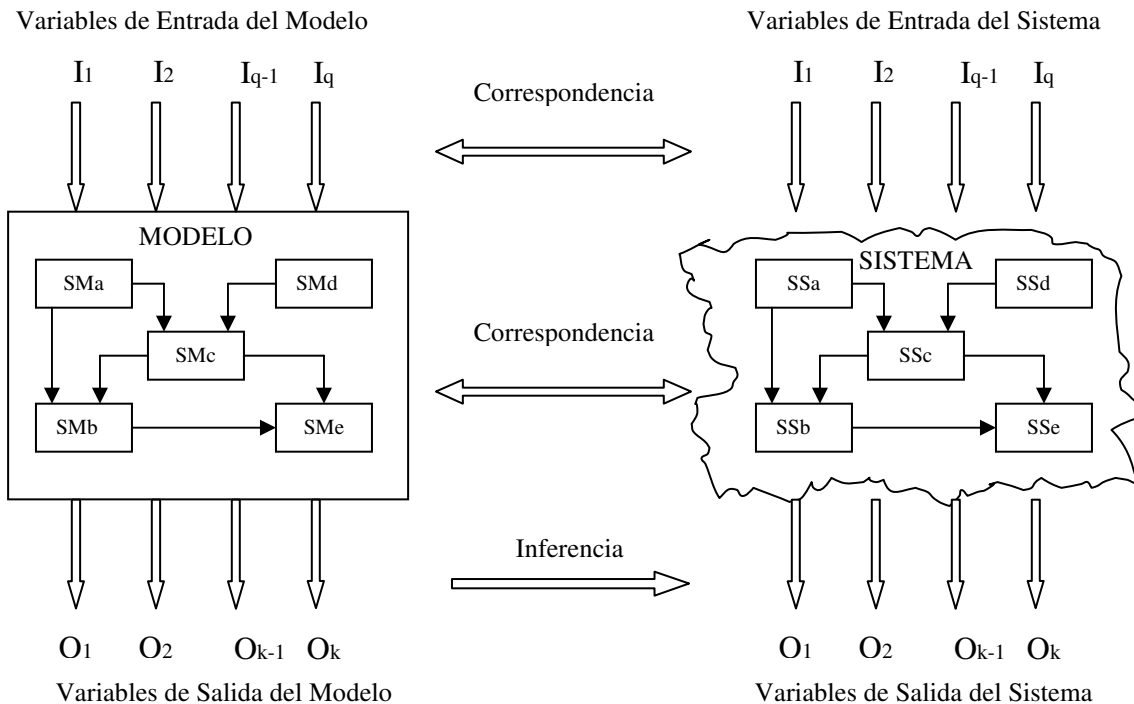 Variables de Entrada del Modelo
Variables de Entrada del Sistema
I1 I2 Iq-1 Iq
I1 I2 Iq-1 Iq
Correspondencia
MODELO
SISTEMA
SMa
SMd
SSa
SSd
Correspondencia
SMc
SSc
SMb
SMe
SSb
SSe
Inferencia
O1 O2 Ok-1 Ok
O1 O2 Ok-1 Ok
Variables de Salida del Modelo
Variables de Salida del Sistema